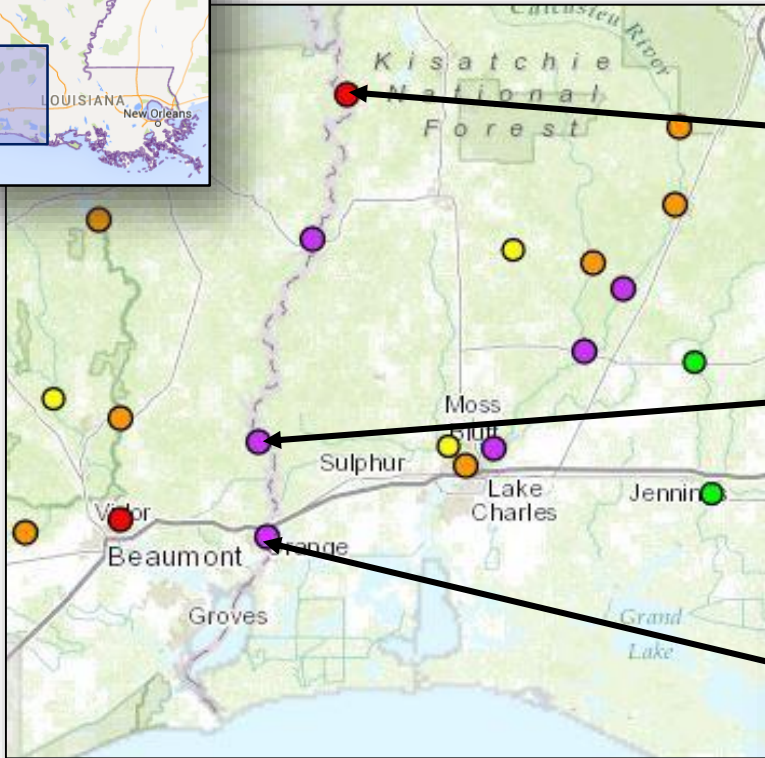 LOUISIANA
New Orleans
Calcasieu
River
Kisatchie
National
Forest
Moss
Bluff
Sulphur
Lake
Charles
Jennings
Vidor
Beaumont
Orange
Groves
Grand
Lake